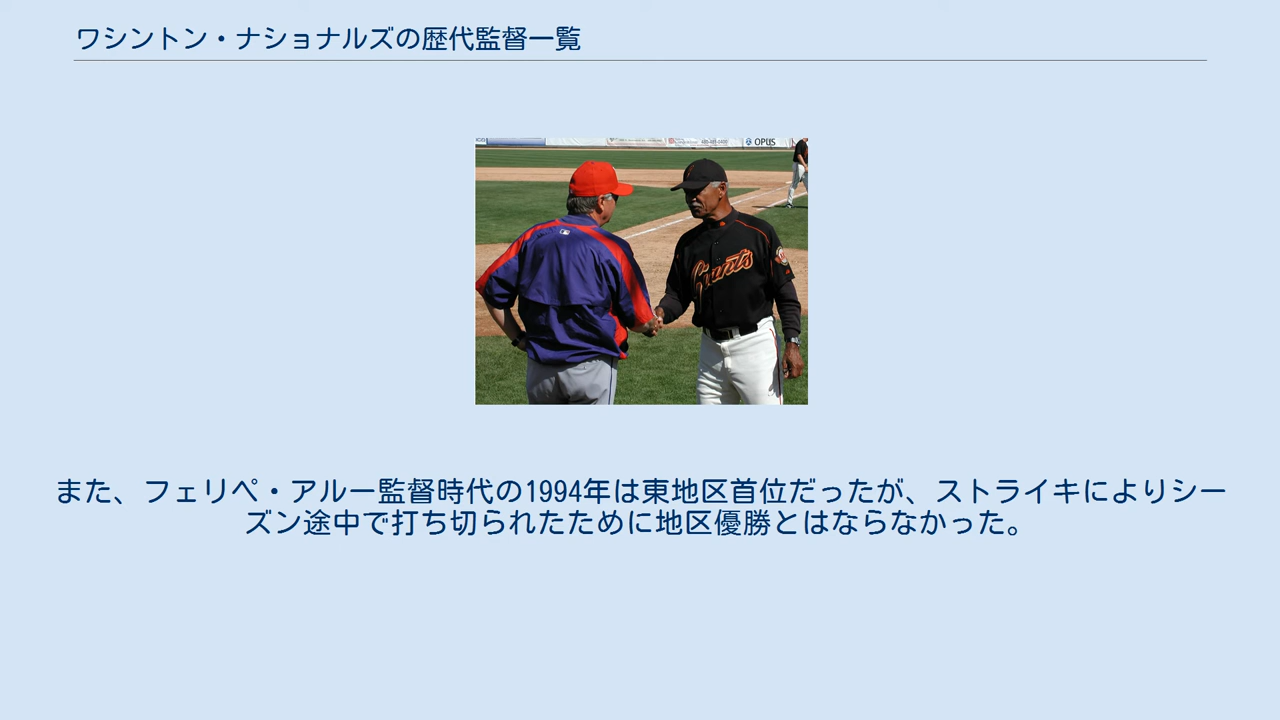 ワシントン・ナショナルズの歴代監督一覧
OPUS
Giants
また、フェリペ・アルー監督時代の1994年は東地区首位だったが、ストライキによりシー
ズン途中で打ち切られたために地区優勝とはならなかった。